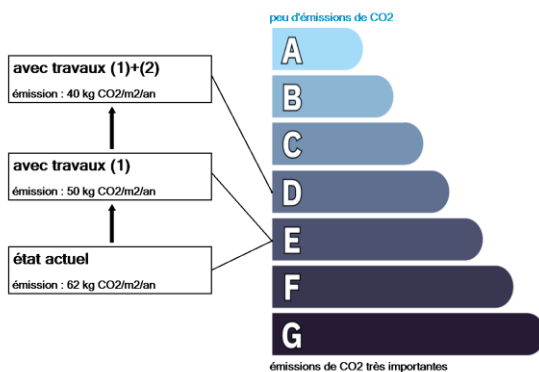 peu d'émissions de CO2
avec travaux (1)+(2)
émission : 40 kg CO2/m2/an
avec travaux (1)
émission : 50 kg CO2/m2/an
état actuel
émission : 62 kg CO2/m2/an
A
B
C
D
E
F
G
émissions de CO2 très importantes